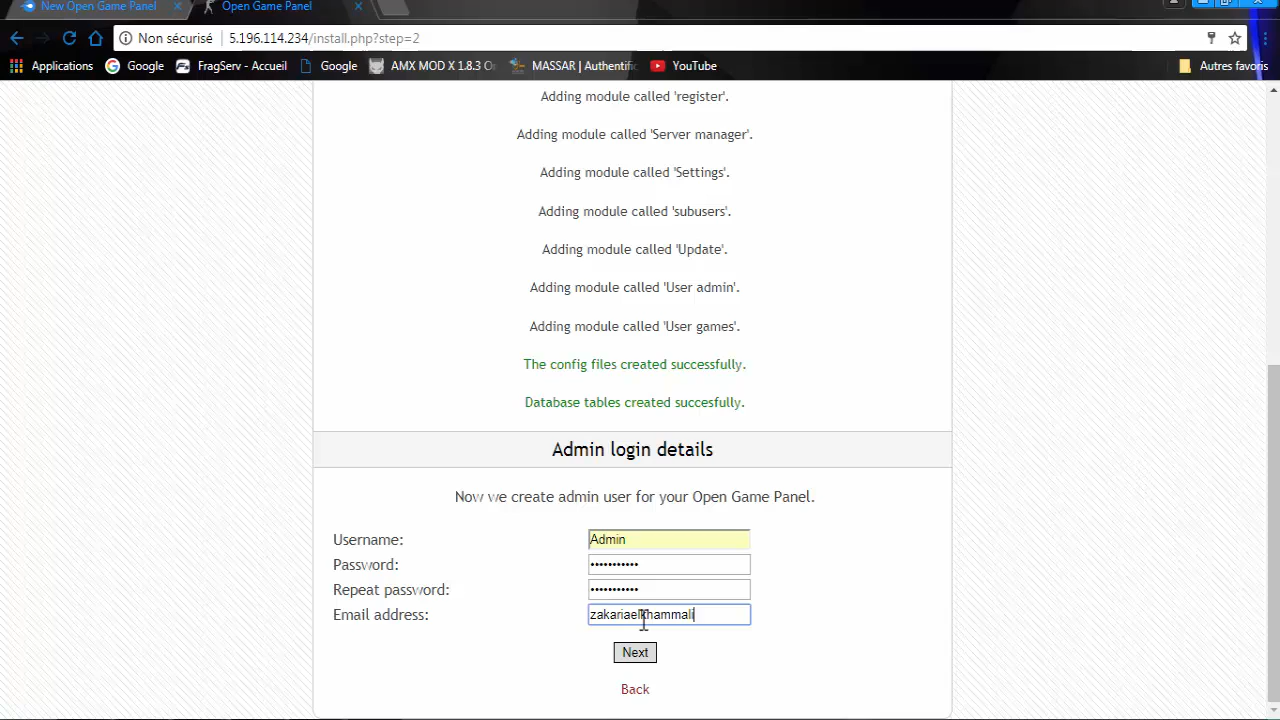 New Open Game Panel
Open Game Panel
Non sécurisé
5.196.114.234/install.php?step=2
Applications
Google
FragServ - Accueil
Google
AMX MOD X 1.8.3
MASSAR | Authentifi
YouTube
Autres favoris
Adding module called 'register'.
Adding module called 'Server manager'.
Adding module called 'Settings'.
Adding module called 'subusers'.
Adding module called 'Update'.
Adding module called 'User admin'.
Adding module called 'User games'.
The config files created successfully.
Database tables created succesfully.
Admin login details
Now we create admin user for your Open Game Panel.
Username: Admin
Password: •••••••••••
Repeat password: •••••••••••
Email address: zakariaelkhammali
Next
Back